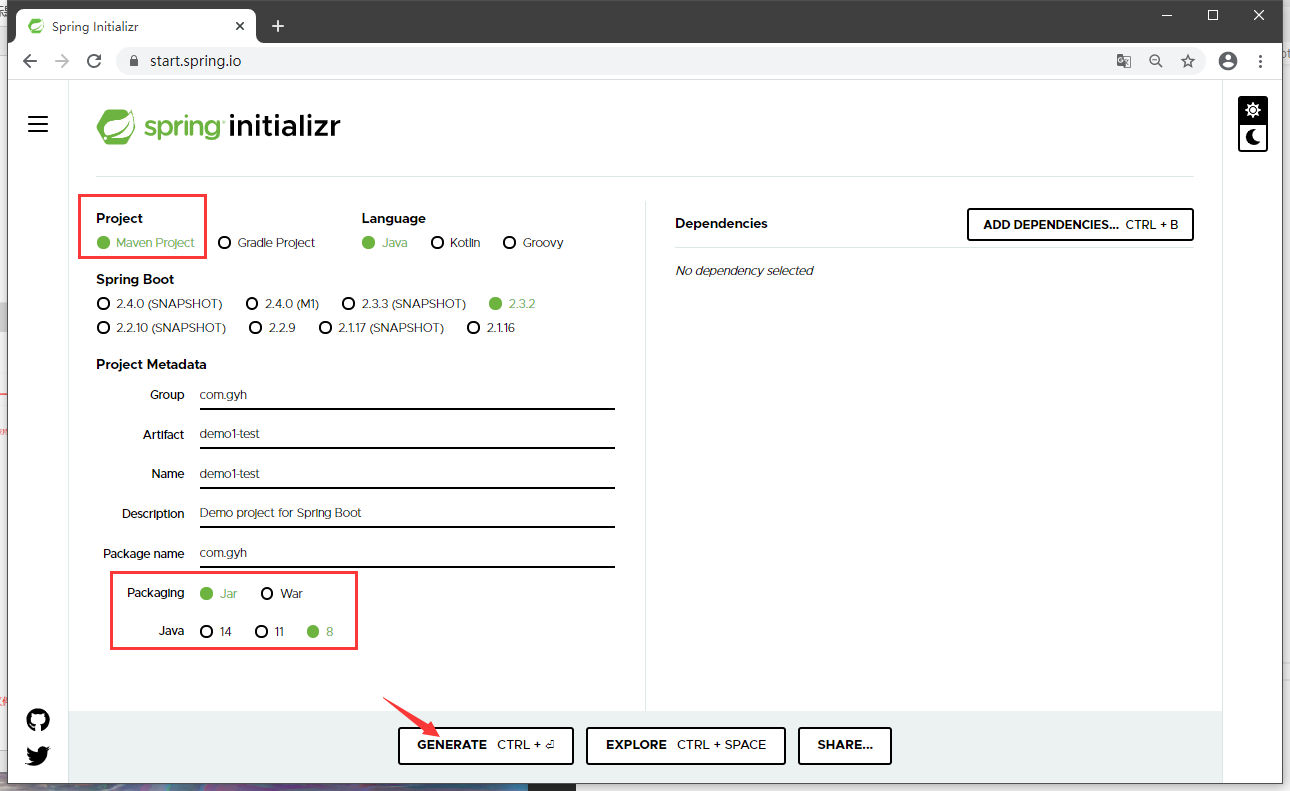 Spring Initializr
start.spring.io
spring initializr
Project
Maven Project Gradle Project
Language
Java Kotlin Groovy
Spring Boot
2.4.0 (SNAPSHOT) 2.4.0 (M1) 2.3.3 (SNAPSHOT) 2.3.2
2.2.10 (SNAPSHOT) 2.2.9 2.1.17 (SNAPSHOT) 2.1.16
Project Metadata
Group com.gyh
Artifact demo1-test
Name demo1-test
Description Demo project for Spring Boot
Package name com.gyh
Packaging Jar War
Java 14 11 8
Dependencies
ADD DEPENDENCIES... CTRL + B
No dependency selected
GENERATE CTRL + ⏎
EXPLORE CTRL + SPACE
SHARE...